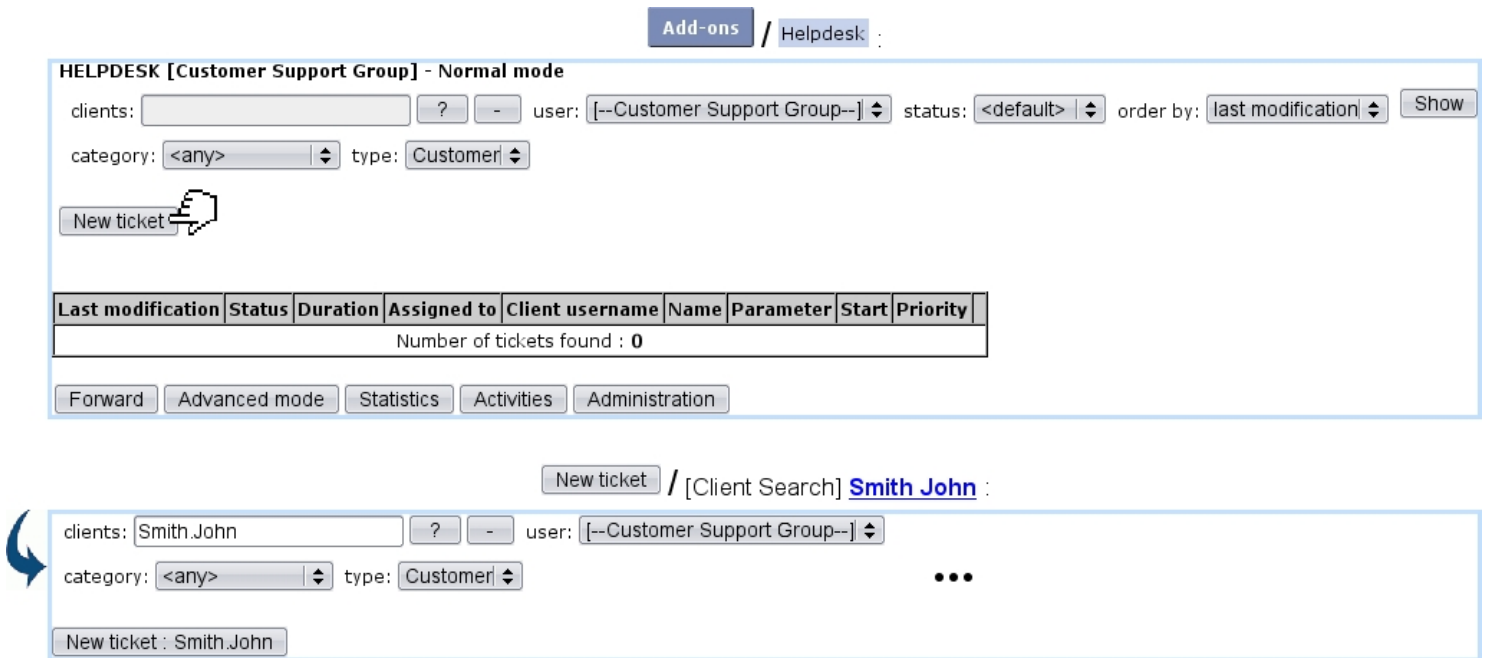 Add-ons / Helpdesk :
HELPDESK [Customer Support Group] - Normal mode
clients: ? - user: [--Customer Support Group--] status: <default> order by: last modification Show
category: <any> type: Customer
New ticket
Last modification Status Duration Assigned to Client username Name Parameter Start Priority
Number of tickets found : 0
Forward Advanced mode Statistics Activities Administration
New ticket / [Client Search] Smith John :
clients: Smith.John ? - user: [--Customer Support Group--]
category: <any> type: Customer •••
New ticket : Smith.John